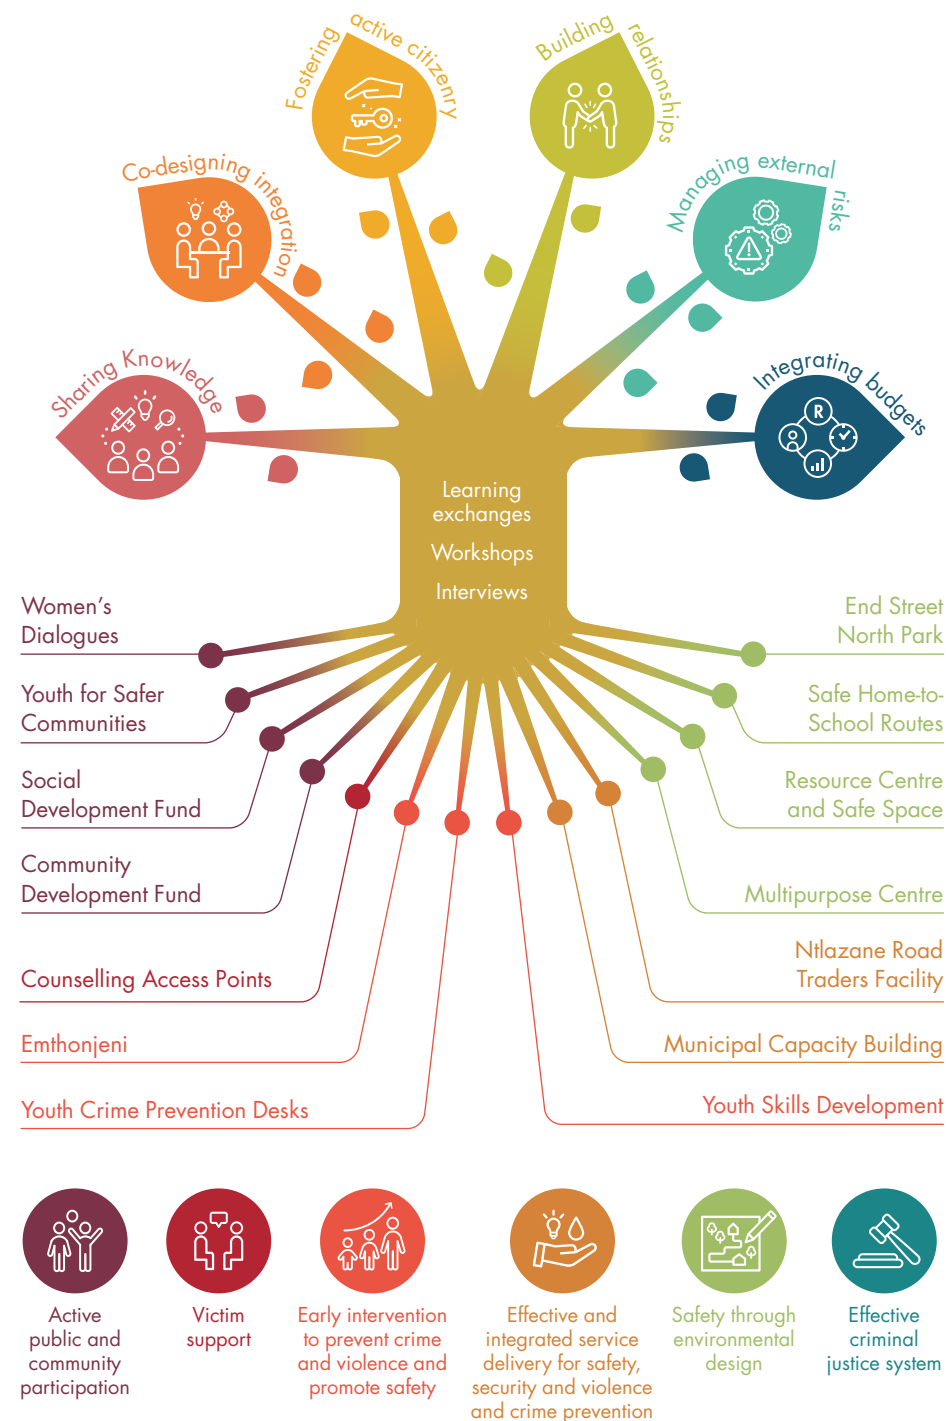 Fostering
active citizenry
Building
relationships
Co-designing integration
Managing external
risks
Sharing Knowledge
Integrating budgets
R
Learning
exchanges
Workshops
Interviews
Women’s
Dialogues
Youth for Safer
Communities
Social
Development Fund
Community
Development Fund
Counselling Access Points
Emthonjeni
Youth Crime Prevention Desks
End Street
North Park
Safe Home-to-
School Routes
Resource Centre
and Safe Space
Multipurpose Centre
Ntlazane Road
Traders Facility
Municipal Capacity Building
Youth Skills Development
Active
public and
community
participation
Victim
support
Early intervention
to prevent crime
and violence and
promote safety
Effective and
integrated service
delivery for safety,
security and violence
and crime prevention
Safety through
environmental
design
Effective
criminal
justice system